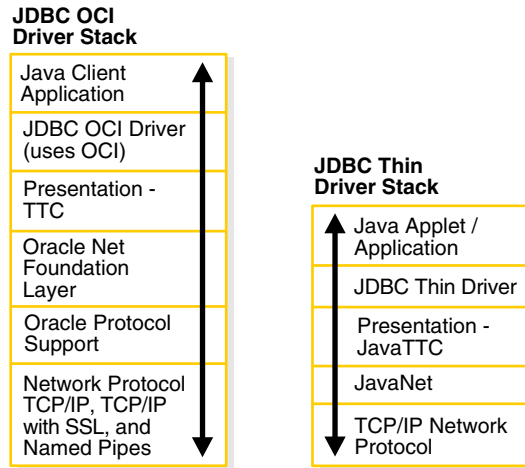 JDBC OCI
Driver Stack
Java Client
Application
JDBC OCI Driver
(uses OCI)
Presentation -
TTC
Oracle Net
Foundation
Layer
Oracle Protocol
Support
Network Protocol
TCP/IP, TCP/IP
with SSL, and
Named Pipes
JDBC Thin
Driver Stack
Java Applet /
Application
JDBC Thin Driver
Presentation -
JavaTTC
JavaNet
TCP/IP Network
Protocol